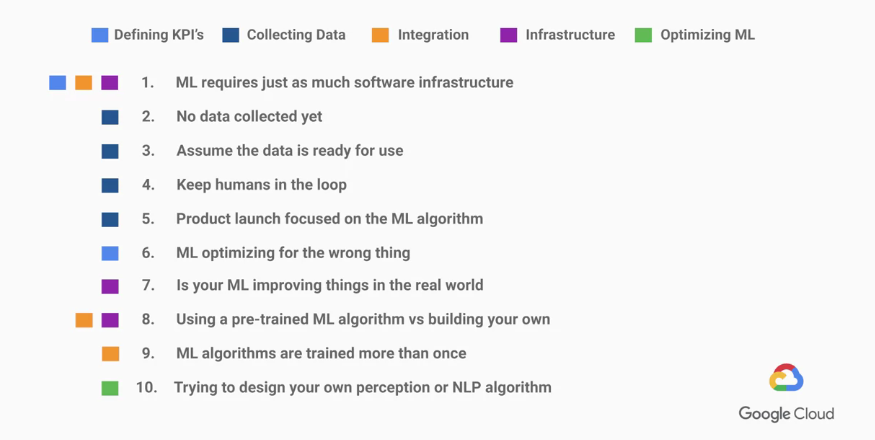 Defining KPI's Collecting Data Integration Infrastructure Optimizing ML
1. ML requires just as much software infrastructure
2. No data collected yet
3. Assume the data is ready for use
4. Keep humans in the loop
5. Product launch focused on the ML algorithm
6. ML optimizing for the wrong thing
7. Is your ML improving things in the real world
8. Using a pre-trained ML algorithm vs building your own
9. ML algorithms are trained more than once
10. Trying to design your own perception or NLP algorithm
Google Cloud